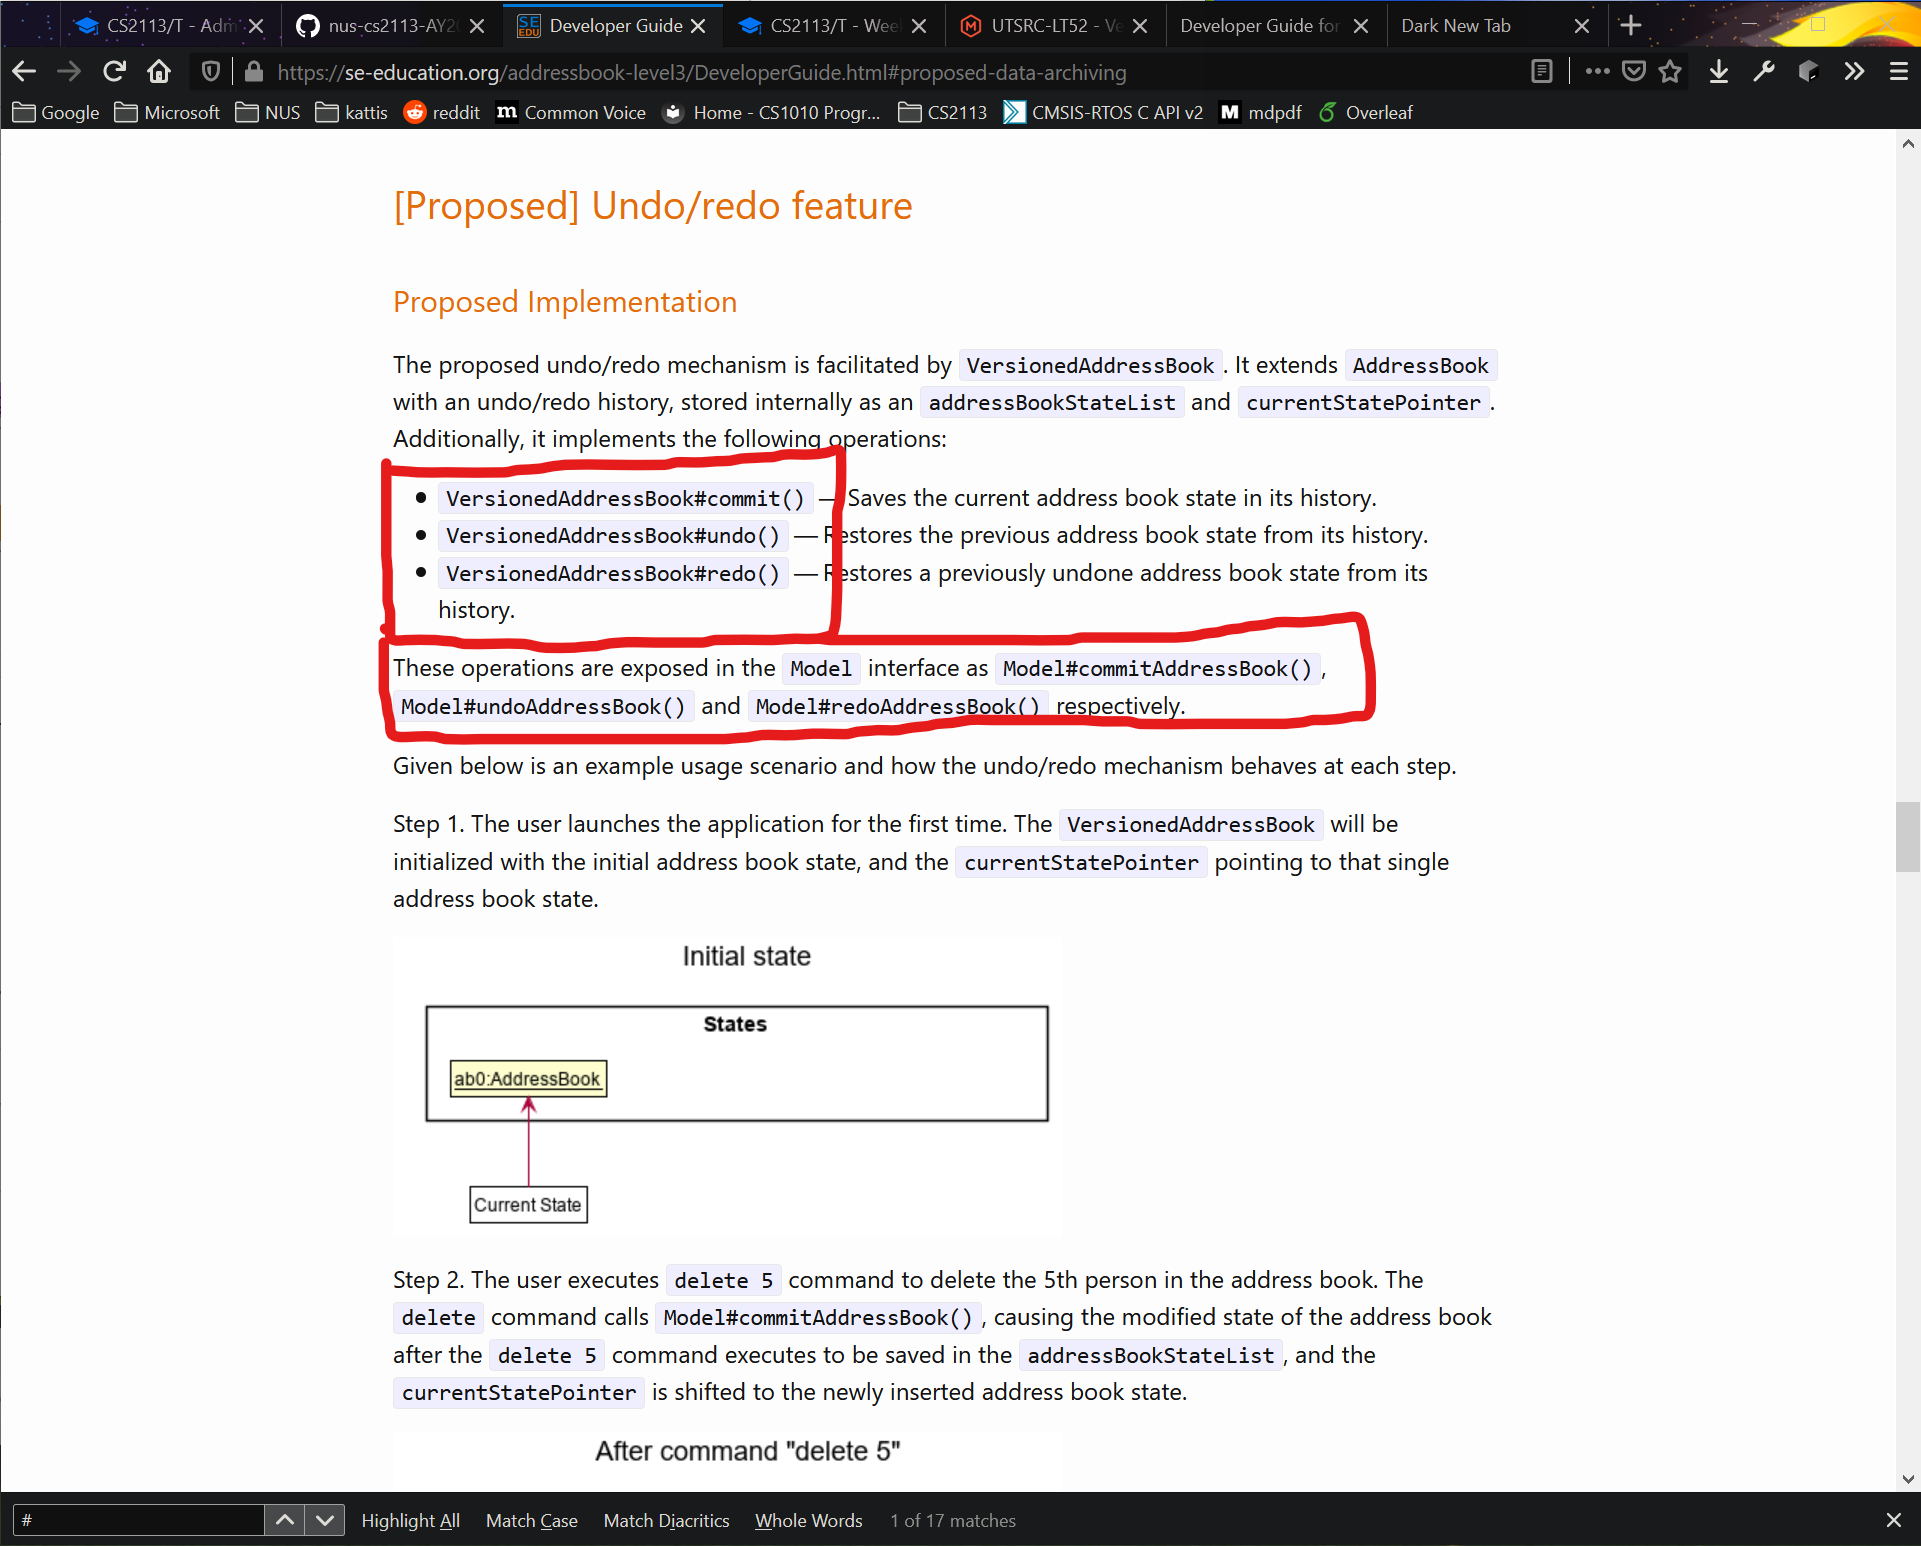 CS2113/T - Adm
nus-cs2113-AY2
Developer Guide
CS2113/T - Wee
UTSRC-LT52 - Ve
Developer Guide for
Dark New Tab
https://se-education.org/addressbook-level3/DeveloperGuide.html#proposed-data-archiving
Google Microsoft NUS kattis reddit Common Voice Home - CS1010 Progr... CS2113 CMSIS-RTOS C API v2 mdpdf Overleaf
[Proposed] Undo/redo feature
Proposed Implementation
The proposed undo/redo mechanism is facilitated by VersionedAddressBook. It extends AddressBook
with an undo/redo history, stored internally as an addressBookStateList and currentStatePointer.
Additionally, it implements the following operations:
• VersionedAddressBook#commit() — Saves the current address book state in its history.
• VersionedAddressBook#undo() — Restores the previous address book state from its history.
• VersionedAddressBook#redo() — Restores a previously undone address book state from its
history.
These operations are exposed in the Model interface as Model#commitAddressBook(),
Model#undoAddressBook() and Model#redoAddressBook() respectively.
Given below is an example usage scenario and how the undo/redo mechanism behaves at each step.
Step 1. The user launches the application for the first time. The VersionedAddressBook will be
initialized with the initial address book state, and the currentStatePointer pointing to that single
address book state.
Initial state
States
ab0:AddressBook
Current State
Step 2. The user executes delete 5 command to delete the 5th person in the address book. The
delete command calls Model#commitAddressBook(), causing the modified state of the address book
after the delete 5 command executes to be saved in the addressBookStateList, and the
currentStatePointer is shifted to the newly inserted address book state.
After command "delete 5"
# Highlight All Match Case Match Diacritics Whole Words 1 of 17 matches